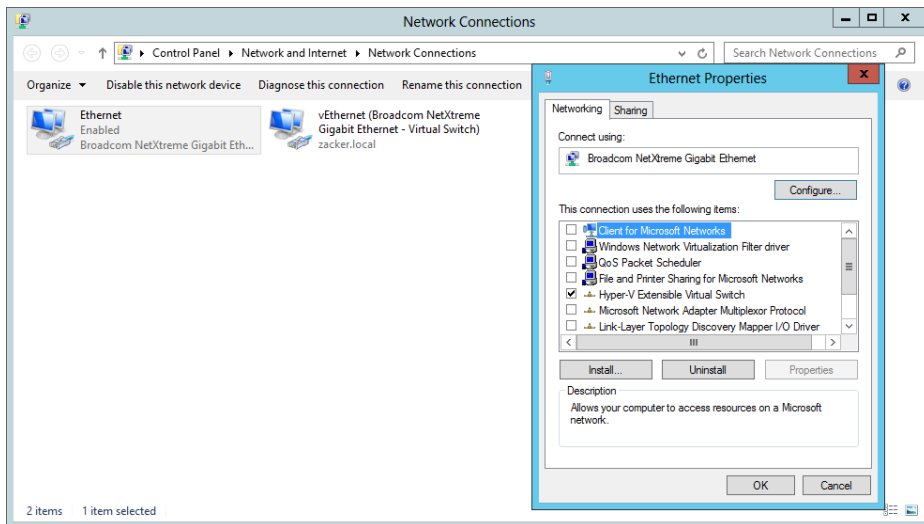 Network Connections
Control Panel Network and Internet Network Connections
Search Network Connections
Organize Disable this network device Diagnose this connection Rename this connection
Ethernet
Enabled
Broadcom NetXtreme Gigabit Eth...
vEthernet (Broadcom NetXtreme
Gigabit Ethernet - Virtual Switch)
zacker.local
Ethernet Properties
Networking Sharing
Connect using:
Broadcom NetXtreme Gigabit Ethernet
Configure...
This connection uses the following items:
Client for Microsoft Networks
Windows Network Virtualization Filter driver
QoS Packet Scheduler
File and Printer Sharing for Microsoft Networks
Hyper-V Extensible Virtual Switch
Microsoft Network Adapter Multiplexor Protocol
Link-Layer Topology Discovery Mapper I/O Driver
Install... Uninstall Properties
Description
Allows your computer to access resources on a Microsoft
network.
OK Cancel
2 items 1 item selected